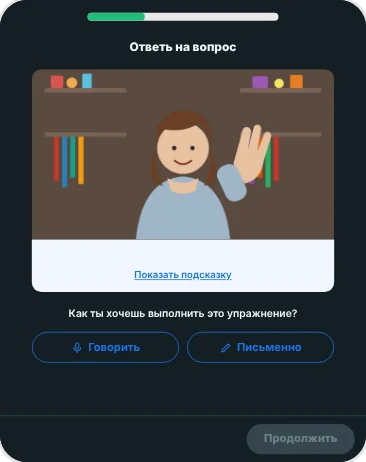 Ответь на вопрос
Показать подсказку
Как ты хочешь выполнить это упражнение?
Говорить
Письменно
Продолжить